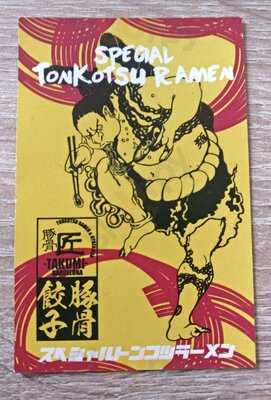 SPECIAL
TONKOTSU RAMEN
豚骨
匠
-TAKUMI-
BARCELONA
豚骨
餃子
スペシャルトンコツラーメン